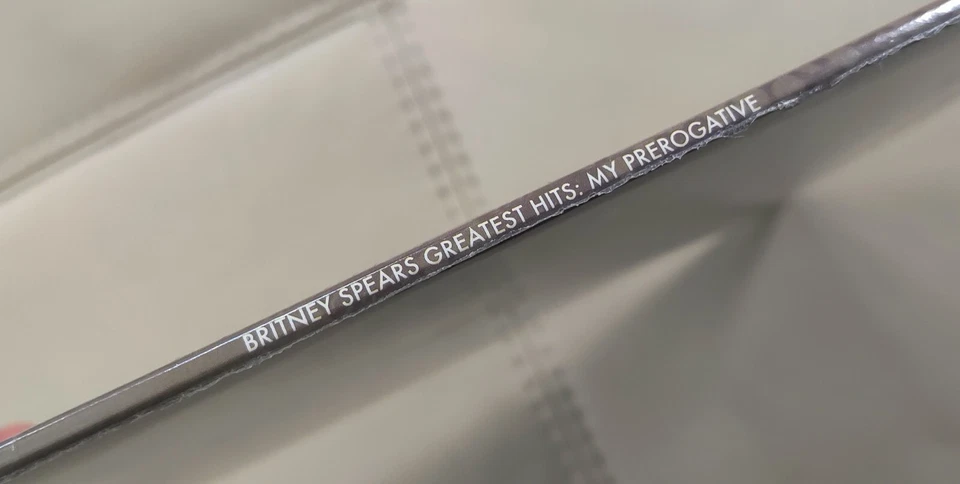 BRITNEY SPEARS GREATEST HITS: MY PREROGATIVE